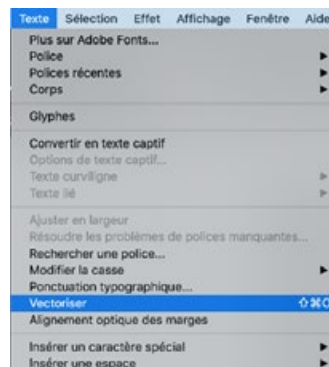 Texte Sélection Effet Affichage Fenêtre Aide
Plus sur Adobe Fonts...
Police
Polices récentes
Corps
Glyphes
Convertir en texte captif
Options de texte captif...
Texte curviligne
Texte lié
Ajuster en largeur
Résoudre les problèmes de polices manquantes...
Rechercher une police...
Modifier la casse
Ponctuation typographique...
Vectoriser ⇧⌘O
Alignement optique des marges
Insérer un caractère spécial
Insérer une espace